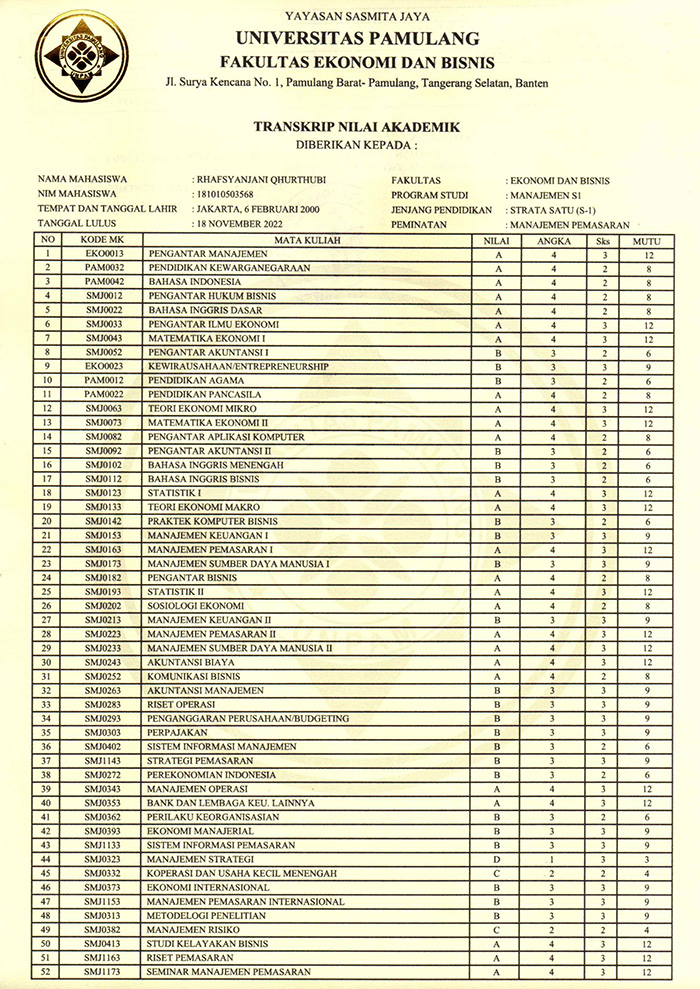 YAYASAN SASMITA JAYA
UNIVERSITAS PAMULANG
FAKULTAS EKONOMI DAN BISNIS
Jl. Surya Kencana No. 1, Pamulang Barat- Pamulang, Tangerang Selatan, Banten
TRANSKRIP NILAI AKADEMIK
DIBERIKAN KEPADA :
NAMA MAHASISWA : RHAFSYANJANI QHURTHUBI FAKULTAS : EKONOMI DAN BISNIS
NIM MAHASISWA : 181010503568 PROGRAM STUDI : MANAJEMEN S1
TEMPAT DAN TANGGAL LAHIR : JAKARTA, 6 FEBRUARI 2000 JENJANG PENDIDIKAN : STRATA SATU (S-1)
TANGGAL LULUS : 18 NOVEMBER 2022 PEMINATAN : MANAJEMEN PEMASARAN
NO KODE MK MATA KULIAH NILAI ANGKA Sks MUTU
1 EKO0013 PENGANTAR MANAJEMEN A 4 3 12
2 PAM0032 PENDIDIKAN KEWARGANEGARAAN A 4 2 8
3 PAM0042 BAHASA INDONESIA A 4 2 8
4 SMJ0012 PENGANTAR HUKUM BISNIS A 4 2 8
5 SMJ0022 BAHASA INGGRIS DASAR A 4 2 8
6 SMJ0033 PENGANTAR ILMU EKONOMI A 4 3 12
7 SMJ0043 MATEMATIKA EKONOMI I A 4 3 12
8 SMJ0052 PENGANTAR AKUNTANSI I B 3 2 6
9 EKO0023 KEWIRAUSAHAAN/ENTREPRENEURSHIP B 3 3 9
10 PAM0012 PENDIDIKAN AGAMA B 3 2 6
11 PAM0022 PENDIDIKAN PANCASILA A 4 2 8
12 SMJ0063 TEORI EKONOMI MIKRO A 4 3 12
13 SMJ0073 MATEMATIKA EKONOMI II A 4 3 12
14 SMJ0082 PENGANTAR APLIKASI KOMPUTER A 4 2 8
15 SMJ0092 PENGANTAR AKUNTANSI II B 3 2 6
16 SMJ0102 BAHASA INGGRIS MENENGAH B 3 2 6
17 SMJ0112 BAHASA INGGRIS BISNIS B 3 2 6
18 SMJ0123 STATISTIK I A 4 3 12
19 SMJ0133 TEORI EKONOMI MAKRO A 4 3 12
20 SMJ0142 PRAKTEK KOMPUTER BISNIS B 3 2 6
21 SMJ0153 MANAJEMEN KEUANGAN I B 3 3 9
22 SMJ0163 MANAJEMEN PEMASARAN I A 4 3 12
23 SMJ0173 MANAJEMEN SUMBER DAYA MANUSIA I B 3 3 9
24 SMJ0182 PENGANTAR BISNIS A 4 2 8
25 SMJ0193 STATISTIK II A 4 3 12
26 SMJ0202 SOSIOLOGI EKONOMI A 4 2 8
27 SMJ0213 MANAJEMEN KEUANGAN II B 3 3 9
28 SMJ0223 MANAJEMEN PEMASARAN II A 4 3 12
29 SMJ0233 MANAJEMEN SUMBER DAYA MANUSIA II A 4 3 12
30 SMJ0243 AKUNTANSI BIAYA A 4 3 12
31 SMJ0252 KOMUNIKASI BISNIS A 4 2 8
32 SMJ0263 AKUNTANSI MANAJEMEN B 3 3 9
33 SMJ0283 RISET OPERASI B 3 3 9
34 SMJ0293 PENGANGGARAN PERUSAHAAN/BUDGETING B 3 3 9
35 SMJ0303 PERPAJAKAN B 3 3 9
36 SMJ0402 SISTEM INFORMASI MANAJEMEN B 3 2 6
37 SMJ1143 STRATEGI PEMASARAN B 3 3 9
38 SMJ0272 PEREKONOMIAN INDONESIA B 3 2 6
39 SMJ0343 MANAJEMEN OPERASI A 4 3 12
40 SMJ0353 BANK DAN LEMBAGA KEU. LAINNYA A 4 3 12
41 SMJ0362 PERILAKU KEORGANISASIAN B 3 2 6
42 SMJ0393 EKONOMI MANAJERIAL B 3 3 9
43 SMJ1133 SISTEM INFORMASI PEMASARAN B 3 3 9
44 SMJ0323 MANAJEMEN STRATEGI D 1 3 3
45 SMJ0332 KOPERASI DAN USAHA KECIL MENENGAH C 2 2 4
46 SMJ0373 EKONOMI INTERNASIONAL B 3 3 9
47 SMJ1153 MANAJEMEN PEMASARAN INTERNASIONAL B 3 3 9
48 SMJ0313 METODELOGI PENELITIAN B 3 3 9
49 SMJ0382 MANAJEMEN RISIKO C 2 2 4
50 SMJ0413 STUDI KELAYAKAN BISNIS A 4 3 12
51 SMJ1163 RISET PEMASARAN A 4 3 12
52 SMJ1173 SEMINAR MANAJEMEN PEMASARAN A 4 3 12